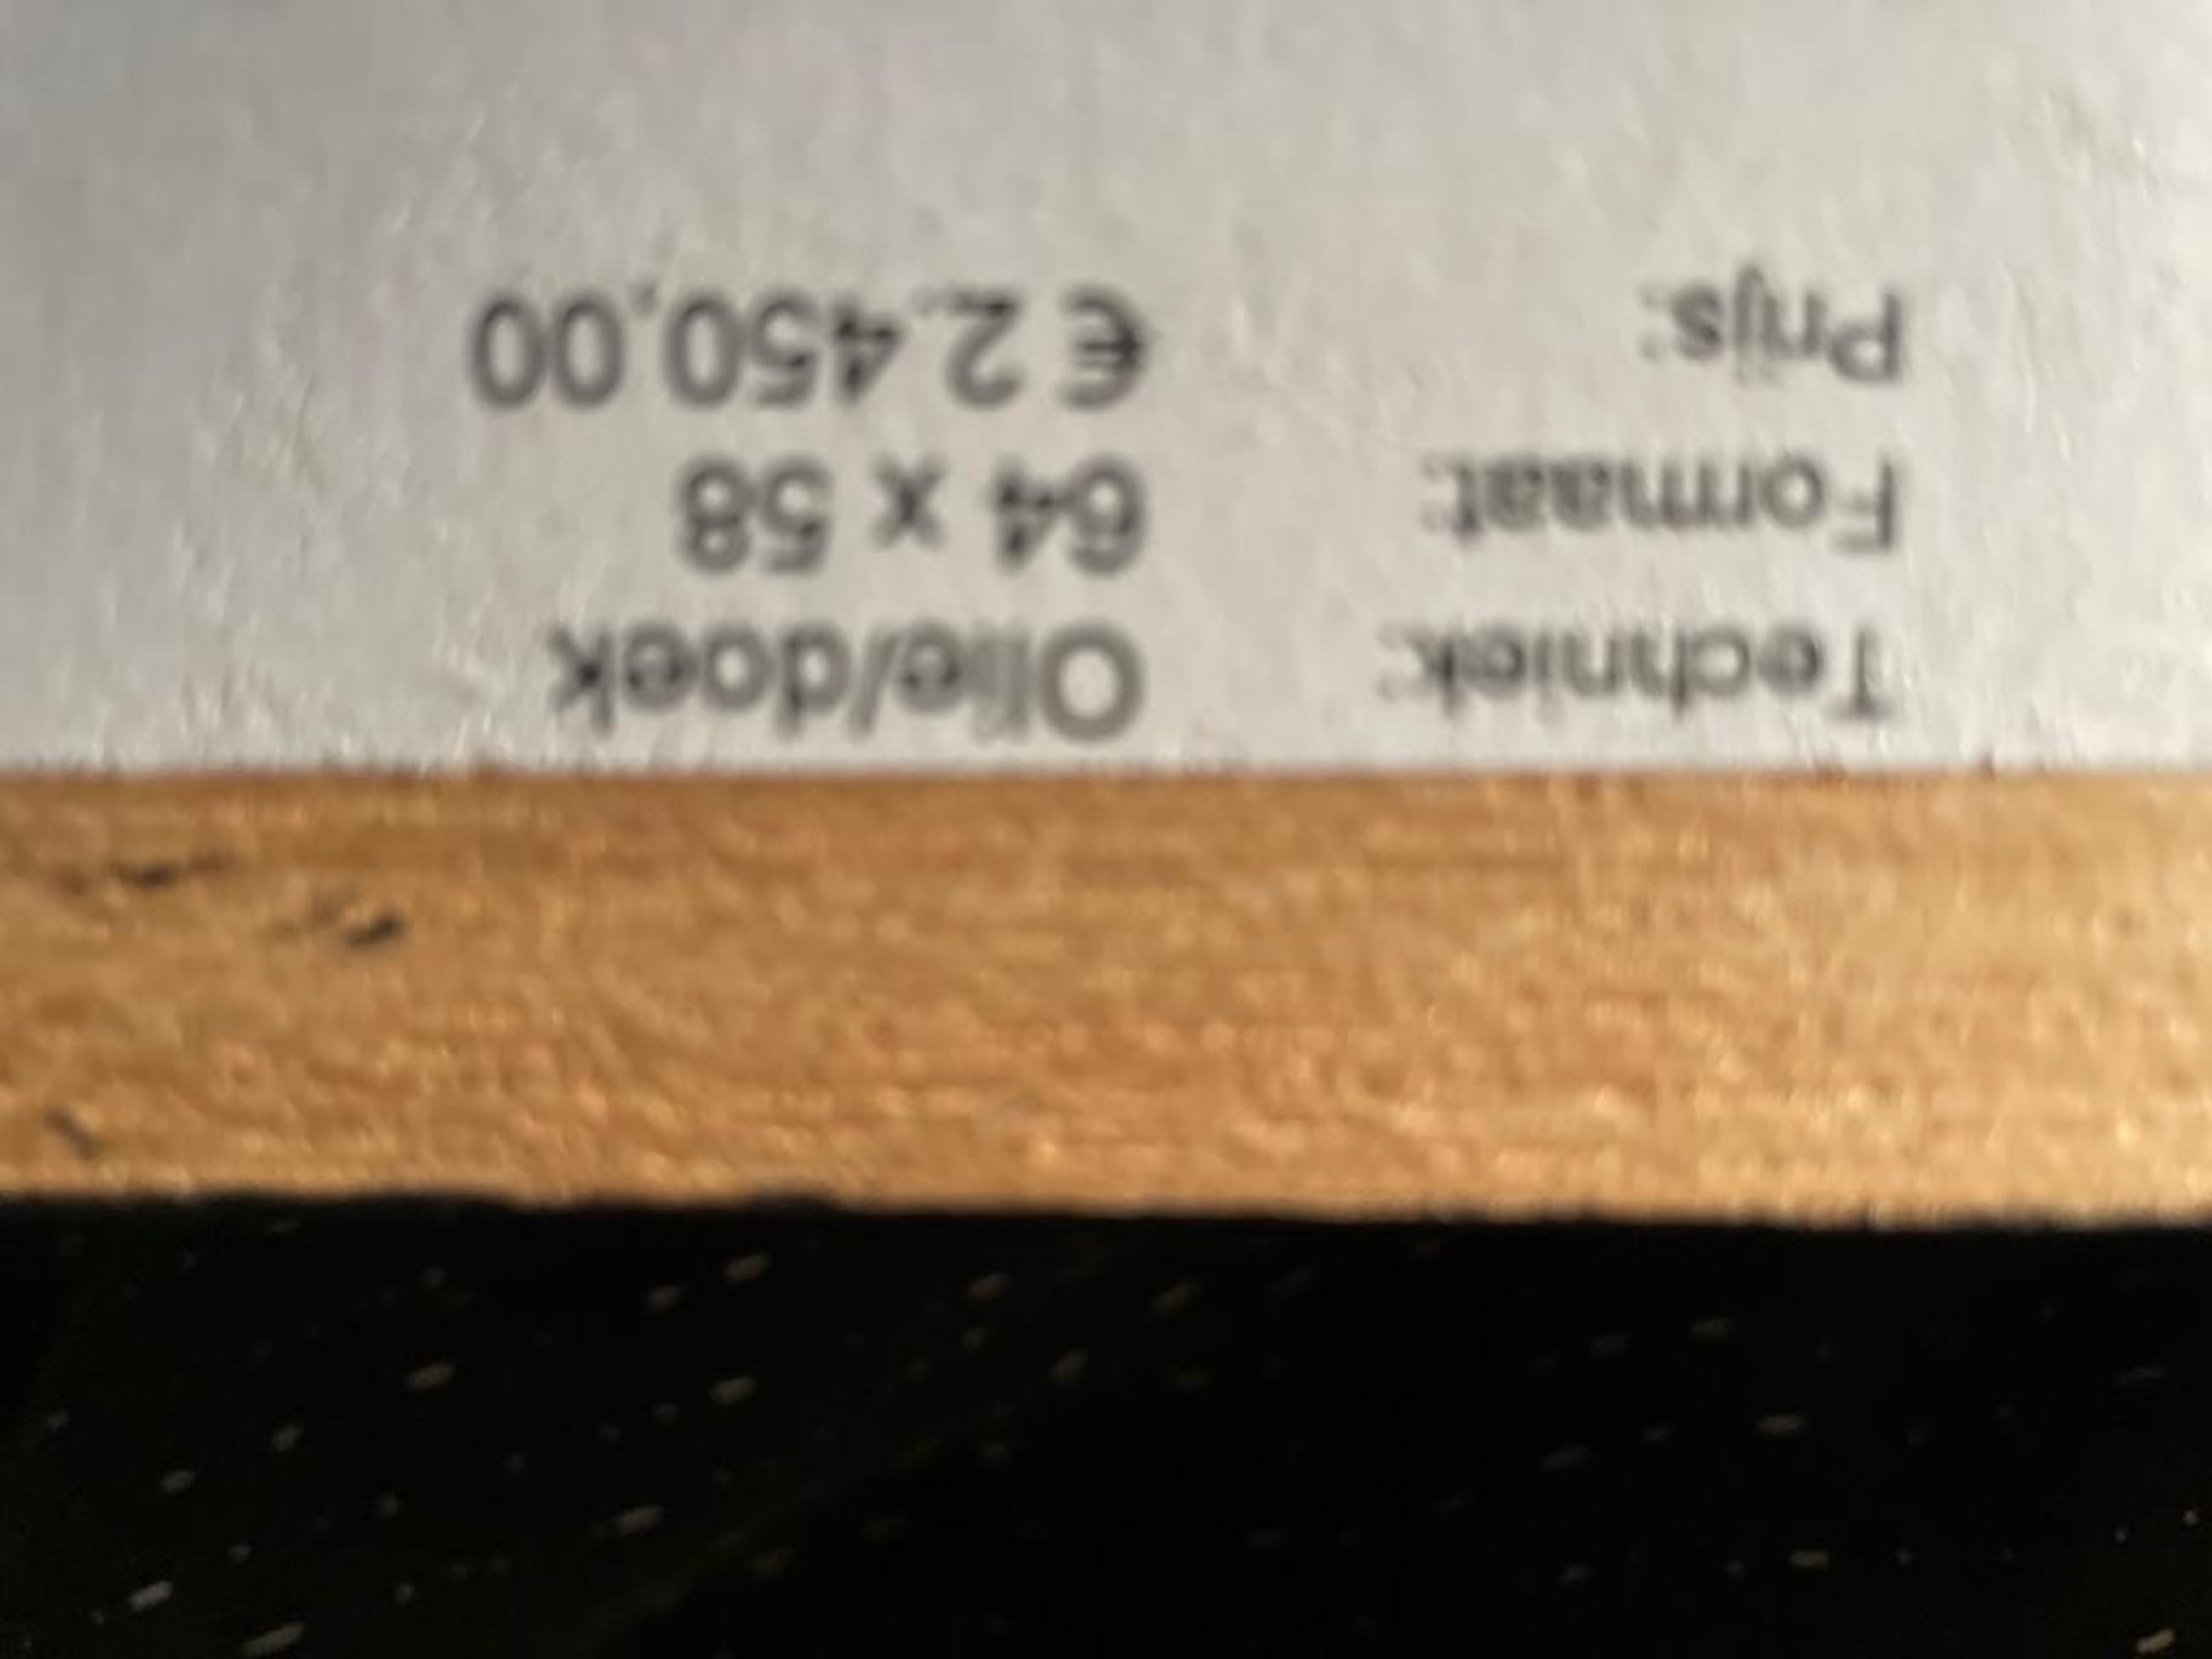 Techniek: Olie/doek
Formaat: 64 x 58
Prijs: € 2.450,00